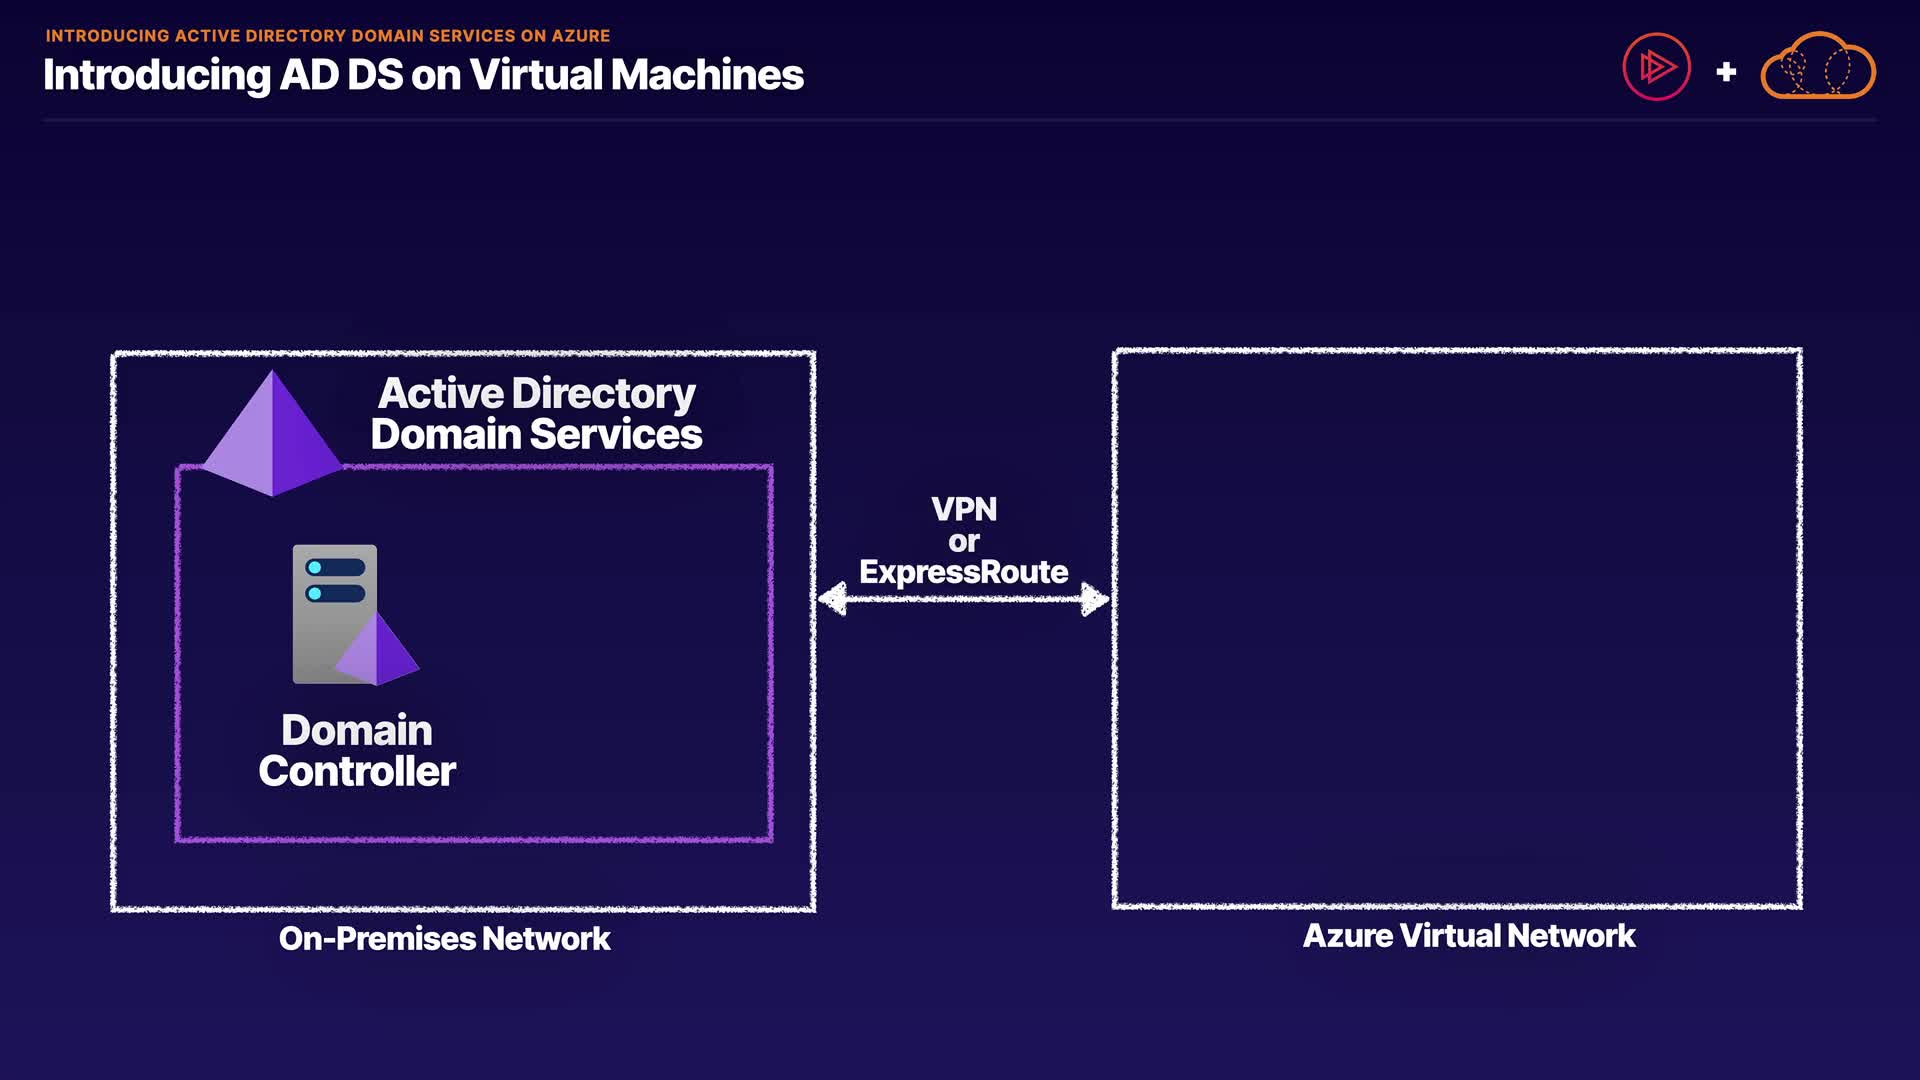 INTRODUCING ACTIVE DIRECTORY DOMAIN SERVICES ON AZURE
Introducing AD DS on Virtual Machines
+
Active Directory
Domain Services
VPN
or
ExpressRoute
Domain
Controller
On-Premises Network
Azure Virtual Network